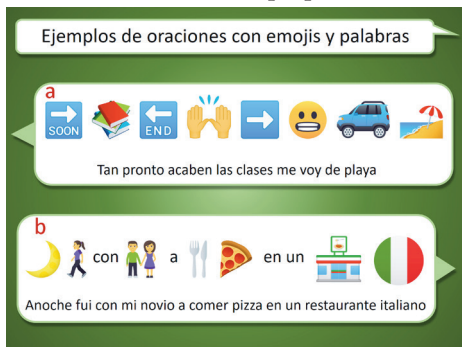 Ejemplos de oraciones con emojis y palabras
a
SOON END
Tan pronto acaben las clases me voy de playa
b
con a en un
Anoche fui con mi novio a comer pizza en un restaurante italiano